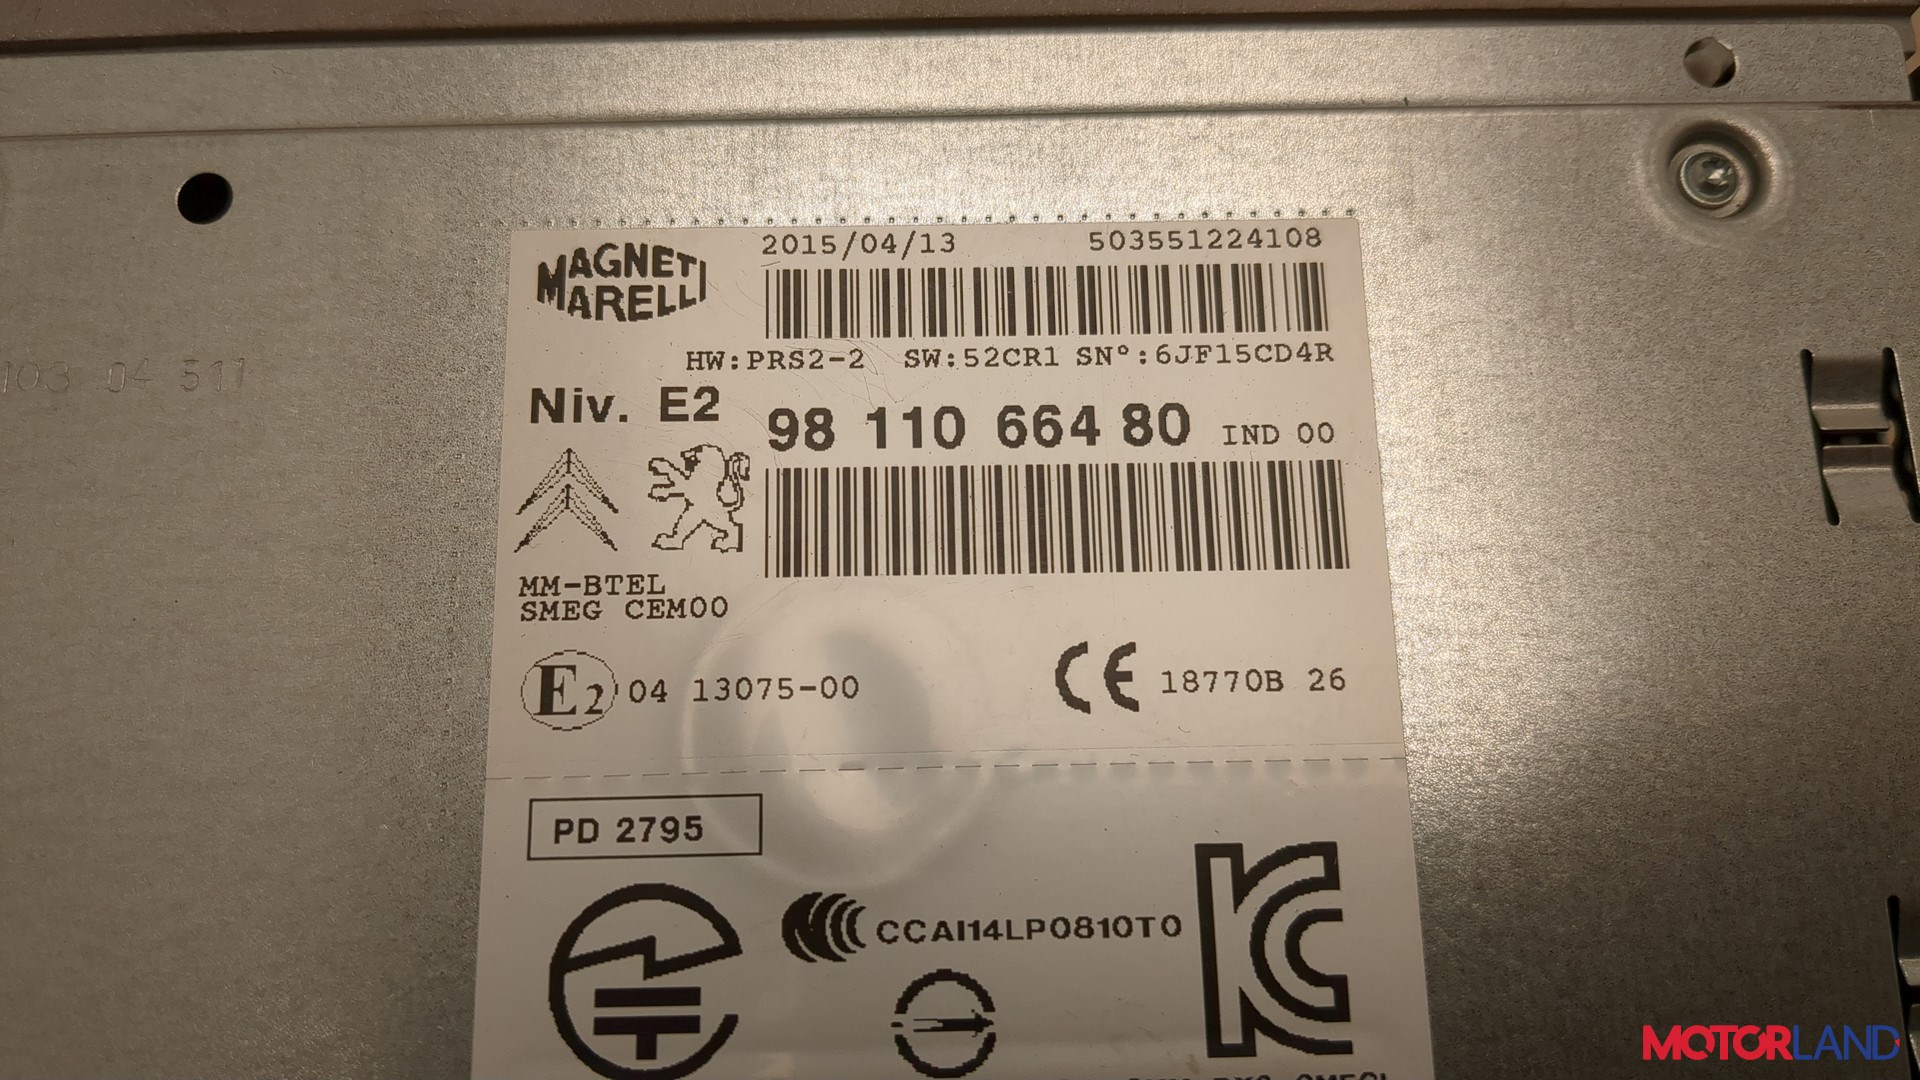 MAGNETI
MARELLI
2015/04/13 503551224108
HW:PRS2-2 SW:52CR1 SN°:6JF15CD4R
Niv. E2 98 110 664 80 IND 00
MM-BTEL
SMEG CEM00
E2 04 13075-00 CE 18770B 26
PD 2795
CCAI14LP0810T0
103 04 511
MOTORLAND